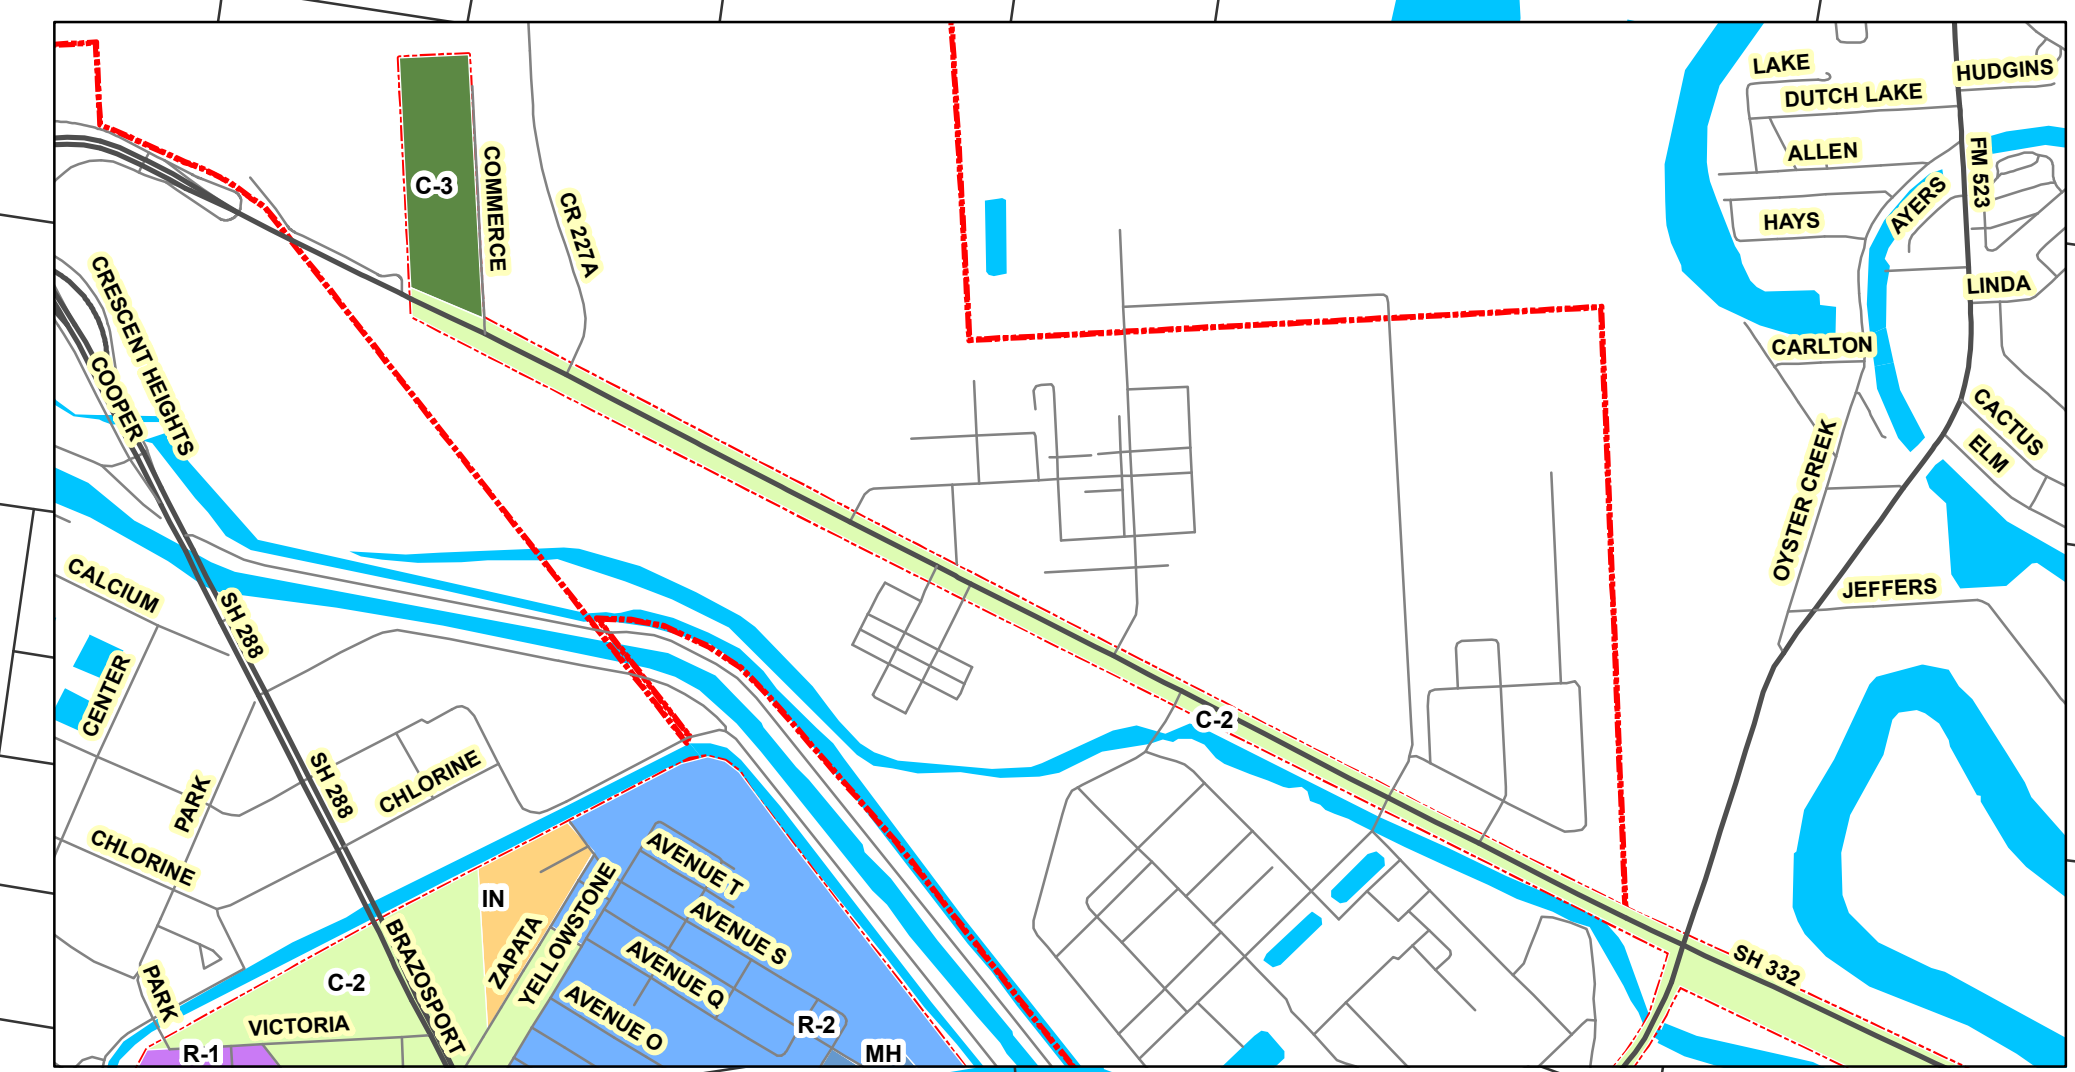 LAKE
HUDGINS
DUTCH LAKE
ALLEN
FM 523
C-3
COMMERCE
CR 227A
AYERS
HAYS
LINDA
CRESCENT HEIGHTS
COOPER
CARLTON
CACTUS
ELM
OYSTER CREEK
CALCIUM
SH 288
JEFFERS
CENTER
C-2
SH 288
CHLORINE
PARK
CHLORINE
AVENUE T
IN
YELLOWSTONE
AVENUE S
ZAPATA
BRAZOSPORT
AVENUE Q
SH 332
C-2
PARK
VICTORIA
AVENUE O
R-2
R-1
MH